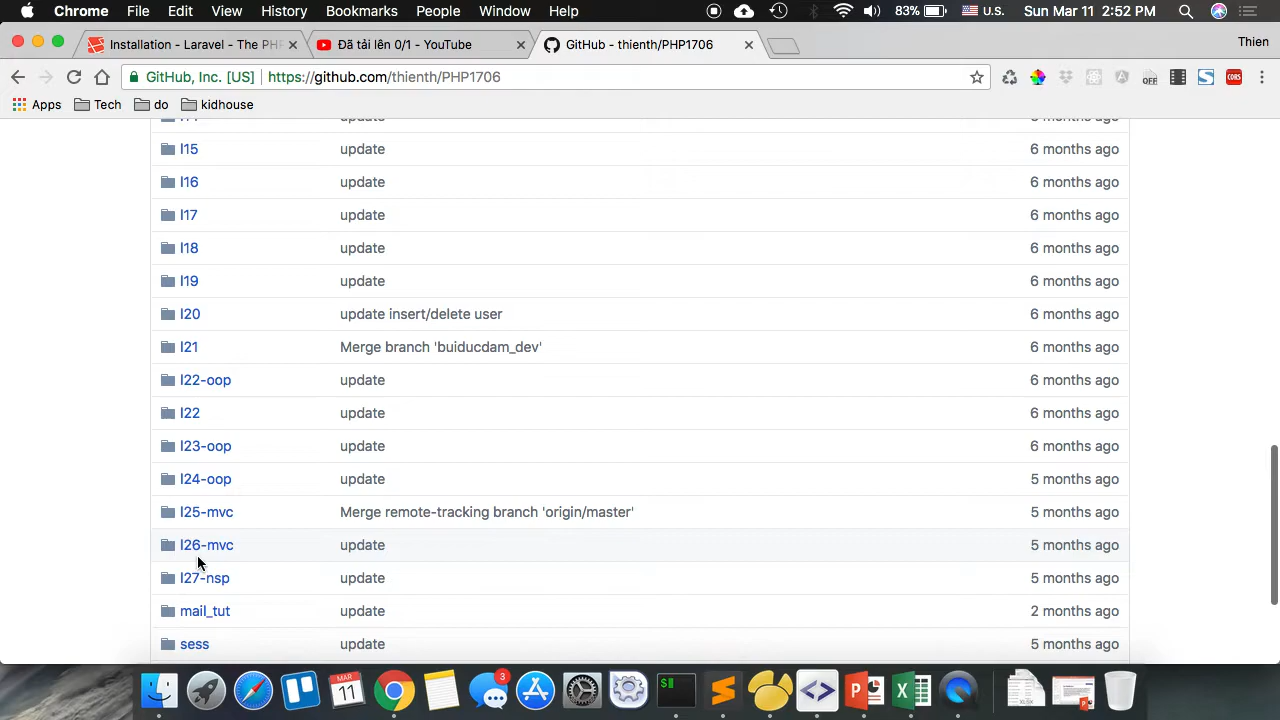 Chrome File Edit View History Bookmarks People Window Help 83% U.S. Sun Mar 11 2:52 PM
Installation - Laravel - The PH Đã tải lên 0/1 - YouTube GitHub - thienth/PHP1706 Thien
GitHub, Inc. [US] https://github.com/thienth/PHP1706 OFF CORS
Apps Tech do kidhouse
l15 update 6 months ago
l16 update 6 months ago
l17 update 6 months ago
l18 update 6 months ago
l19 update 6 months ago
l20 update insert/delete user 6 months ago
l21 Merge branch 'buiducdam_dev' 6 months ago
l22-oop update 6 months ago
l22 update 6 months ago
l23-oop update 6 months ago
l24-oop update 5 months ago
l25-mvc Merge remote-tracking branch 'origin/master' 5 months ago
l26-mvc update 5 months ago
l27-nsp update 5 months ago
mail_tut update 2 months ago
sess update 5 months ago
MAR
11
3